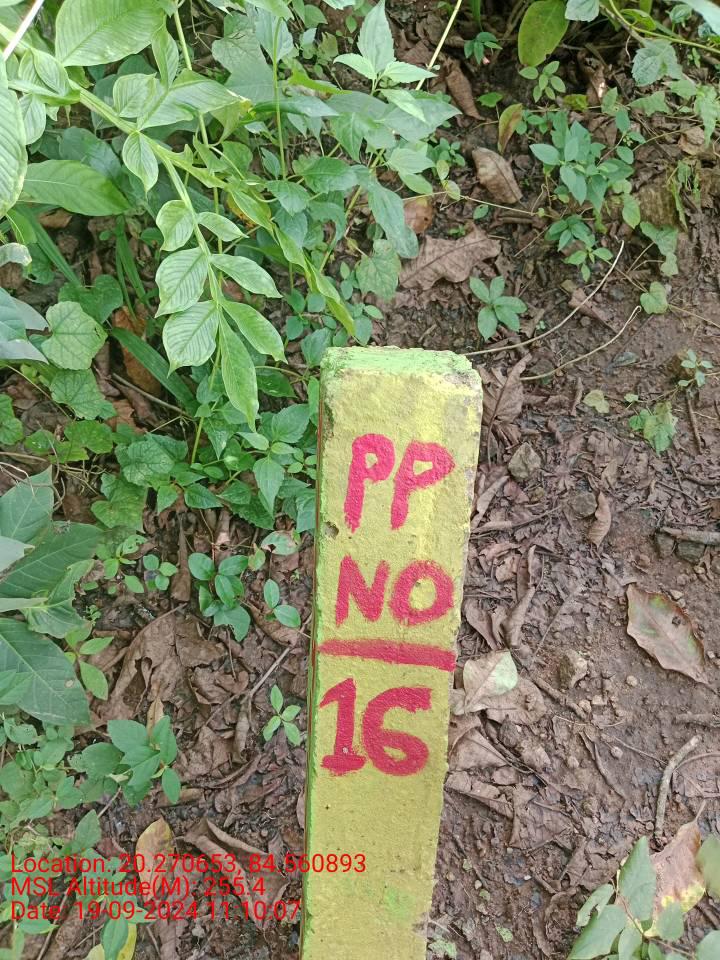 PP
NO
16
Location: 20.270653, 84.560893
MSL Altitude(M): 255.4
Date: 19-09-2024 11:10:07